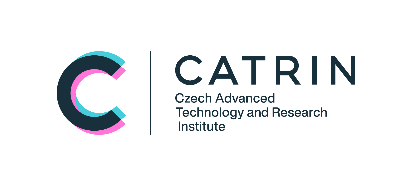 CATRIN
Czech Advanced
Technology and Research
Institute